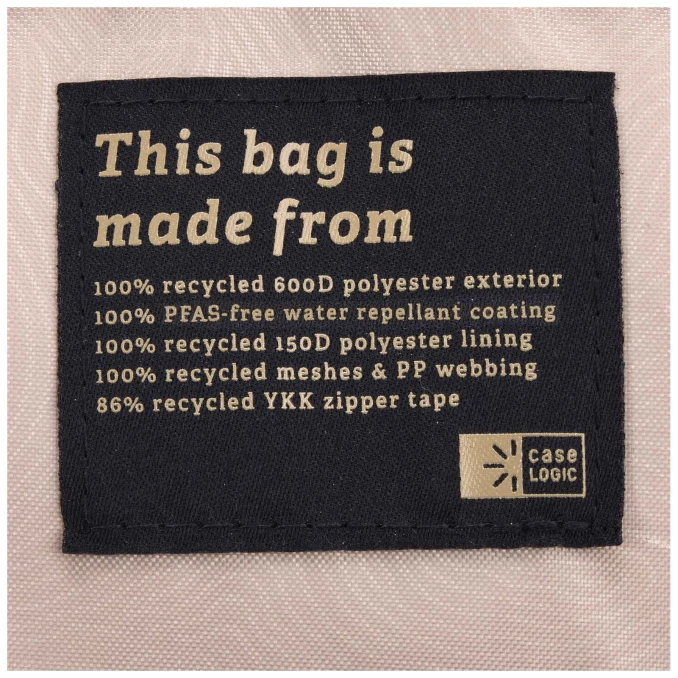 This bag is
made from
100% recycled 600D polyester exterior
100% PFAS-free water repellant coating
100% recycled 150D polyester lining
100% recycled meshes & PP webbing
86% recycled YKK zipper tape
case
LOGIC